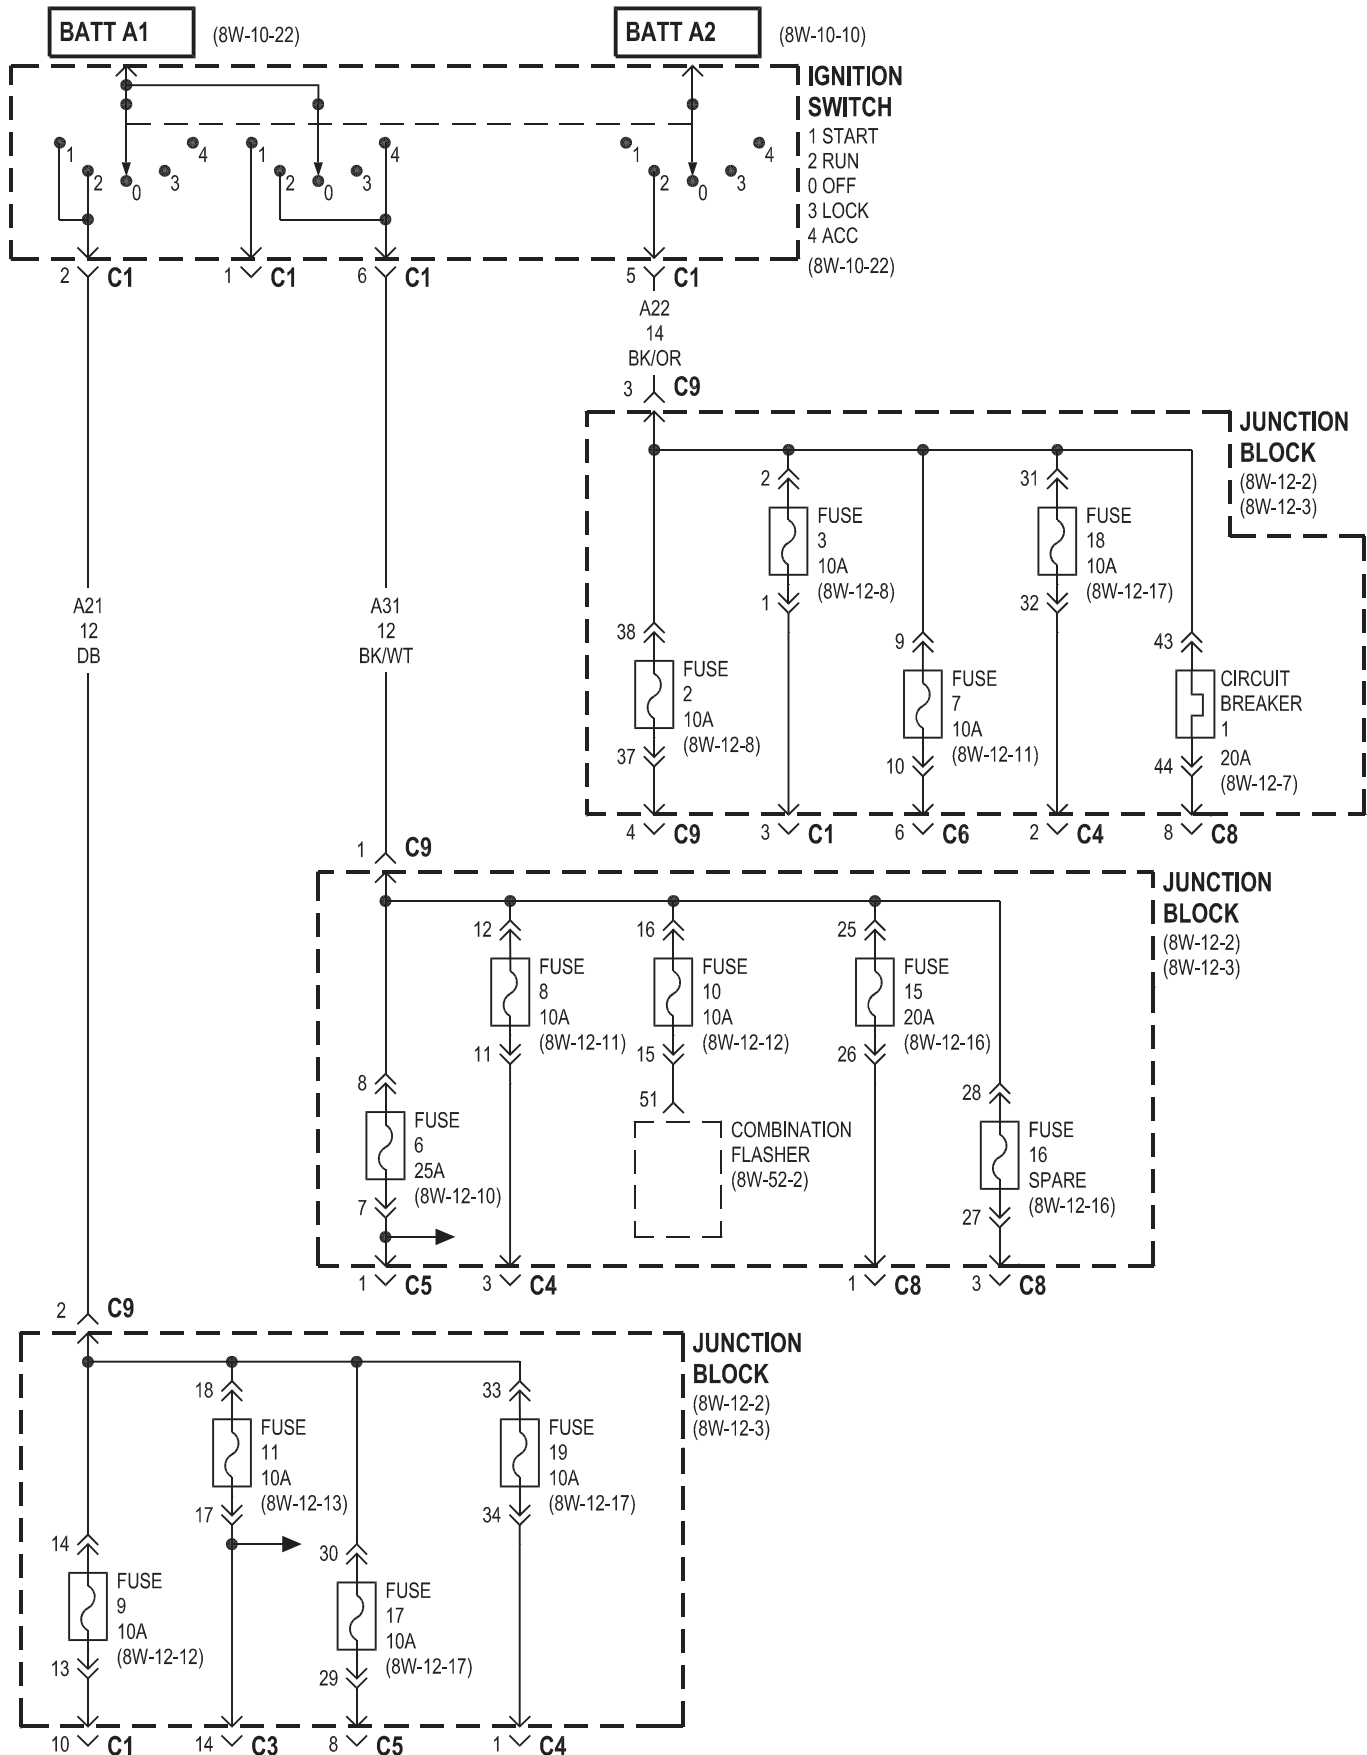 BATT A1
(8W-10-22)
BATT A2
(8W-10-10)
IGNITION
SWITCH
1 START
2 RUN
0 OFF
3 LOCK
4 ACC
(8W-10-22)
1
2
0
3
4
1
2
0
3
4
1
2
0
3
4
2 C1
1 C1
6 C1
5 C1
A22
14
BK/OR
3 C9
JUNCTION
BLOCK
(8W-12-2)
(8W-12-3)
2
FUSE
3
10A
(8W-12-8)
1
31
FUSE
18
10A
(8W-12-17)
32
A21
12
DB
A31
12
BK/WT
38
FUSE
2
10A
(8W-12-8)
37
9
FUSE
7
10A
(8W-12-11)
10
43
CIRCUIT
BREAKER
1
20A
(8W-12-7)
44
4 C9
3 C1
6 C6
2 C4
8 C8
1 C9
JUNCTION
BLOCK
(8W-12-2)
(8W-12-3)
12
FUSE
8
10A
(8W-12-11)
11
16
FUSE
10
10A
(8W-12-12)
15
25
FUSE
15
20A
(8W-12-16)
26
8
FUSE
6
25A
(8W-12-10)
7
51
COMBINATION
FLASHER
(8W-52-2)
28
FUSE
16
SPARE
(8W-12-16)
27
1 C5
3 C4
1 C8
3 C8
2 C9
JUNCTION
BLOCK
(8W-12-2)
(8W-12-3)
18
FUSE
11
10A
(8W-12-13)
17
33
FUSE
19
10A
(8W-12-17)
34
14
FUSE
9
10A
(8W-12-12)
13
30
FUSE
17
10A
(8W-12-17)
29
10 C1
14 C3
8 C5
1 C4